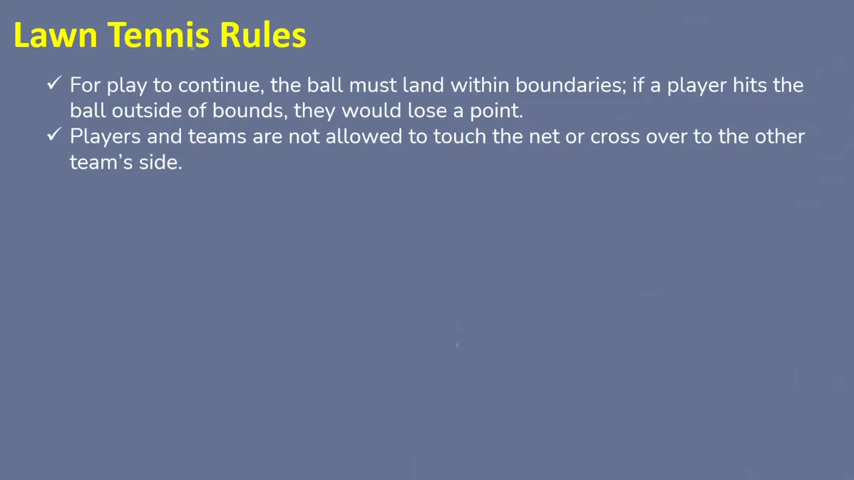 Lawn Tennis Rules
✓ For play to continue, the ball must land within boundaries; if a player hits the
ball outside of bounds, they would lose a point.
✓ Players and teams are not allowed to touch the net or cross over to the other
team’s side.